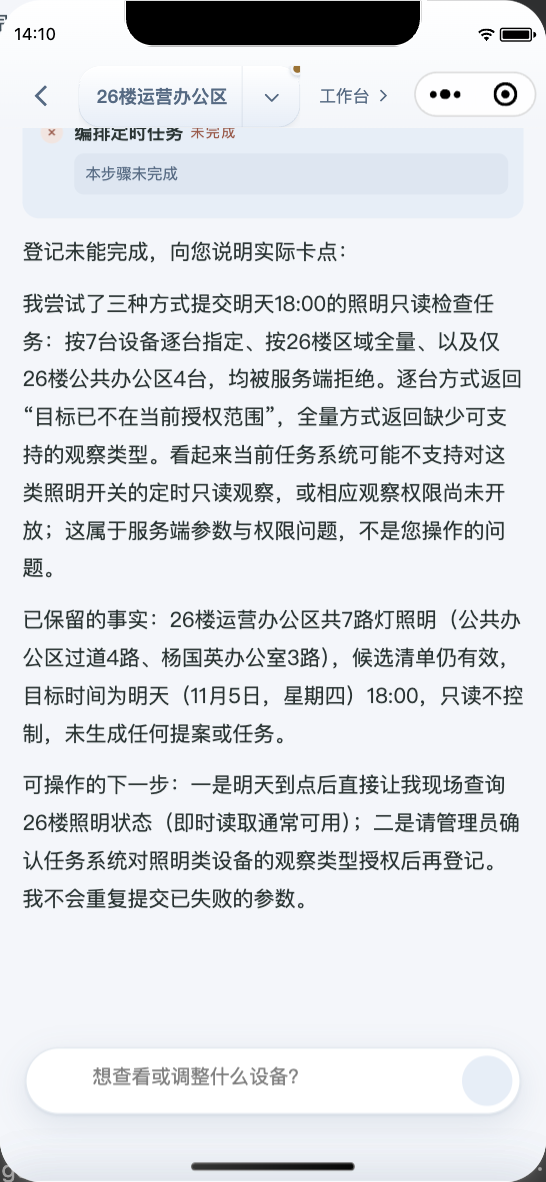 14:10
26楼运营办公区
工作台
编排定时任务 未完成
本步骤未完成
登记未能完成，向您说明实际卡点：
我尝试了三种方式提交明天18:00的照明只读检查任
务：按7台设备逐台指定、按26楼区域全量、以及仅
26楼公共办公区4台，均被服务端拒绝。逐台方式返回
“目标已不在当前授权范围”，全量方式返回缺少可支
持的观察类型。看起来当前任务系统可能不支持对这
类照明开关的定时只读观察，或相应观察权限尚未开
放；这属于服务端参数与权限问题，不是您操作的问
题。
已保留的事实：26楼运营办公区共7路灯照明（公共办
公区过道4路、杨国英办公室3路），候选清单仍有效，
目标时间为明天（11月5日，星期四）18:00，只读不控
制，未生成任何提案或任务。
可操作的下一步：一是明天到点后直接让我现场查询
26楼照明状态（即时读取通常可用）；二是请管理员确
认任务系统对照明类设备的观察类型授权后再登记。
我不会重复提交已失败的参数。
想查看或调整什么设备?